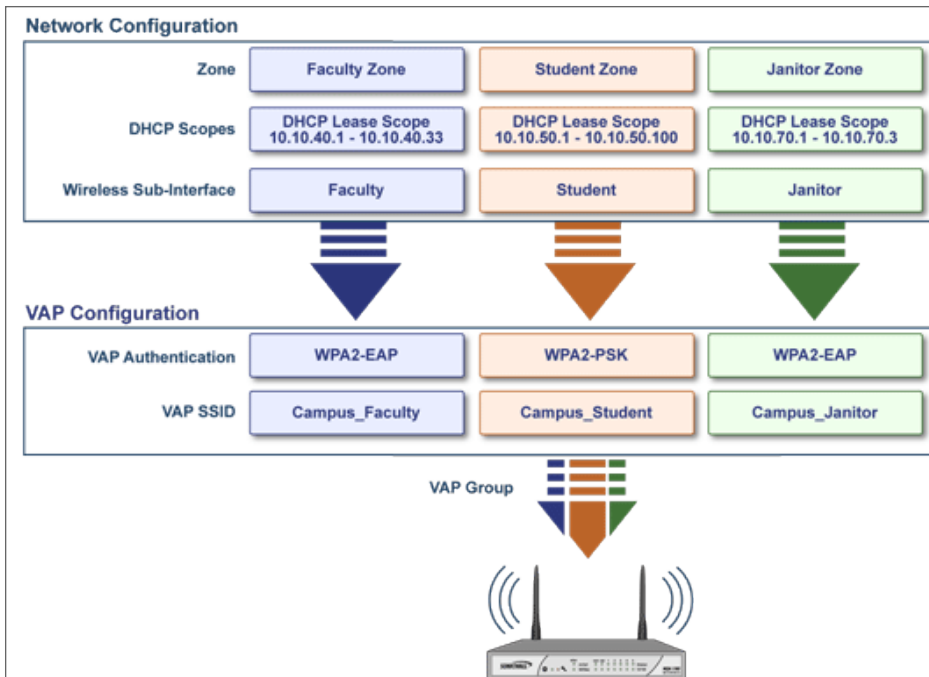 Network Configuration
Zone
Faculty Zone
Student Zone
Janitor Zone
DHCP Scopes
DHCP Lease Scope
10.10.40.1 - 10.10.40.33
DHCP Lease Scope
10.10.50.1 - 10.10.50.100
DHCP Lease Scope
10.10.70.1 - 10.10.70.3
Wireless Sub-Interface
Faculty
Student
Janitor
VAP Configuration
VAP Authentication
WPA2-EAP
WPA2-PSK
WPA2-EAP
VAP SSID
Campus_Faculty
Campus_Student
Campus_Janitor
VAP Group
SONICWALL